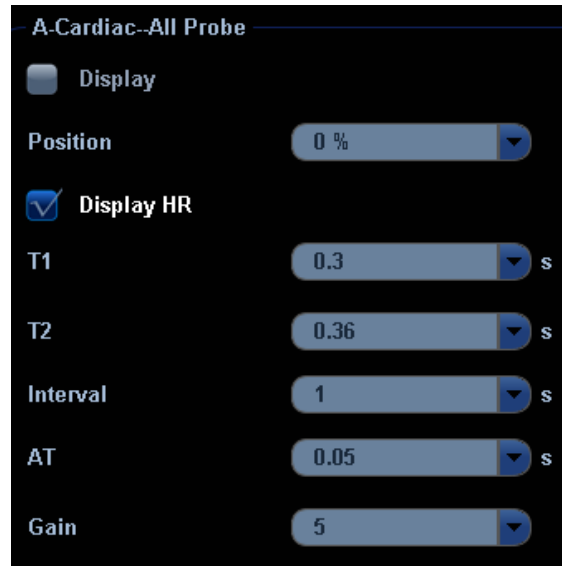 A-Cardiac--All Probe
Display
Position 0 %
Display HR
T1 0.3 s
T2 0.36 s
Interval 1 s
AT 0.05 s
Gain 5